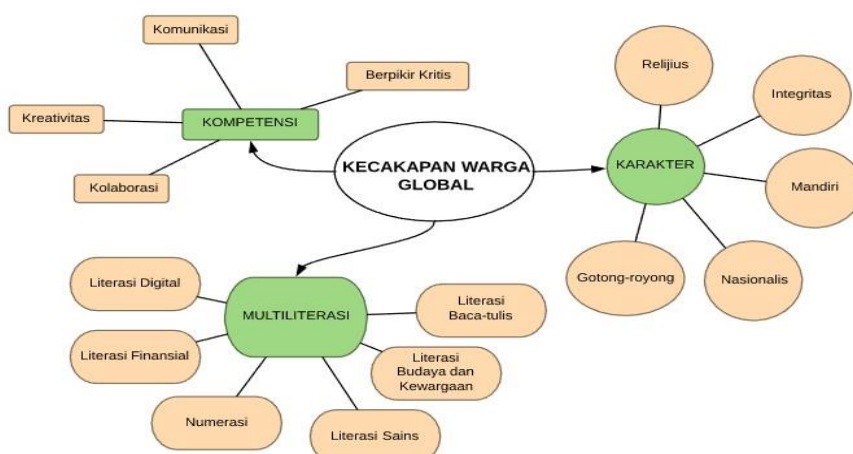 Komunikasi
Berpikir Kritis
Kreativitas
KOMPETENSI
Kolaborasi
KECAKAPAN WARGA
GLOBAL
Relijius
Integritas
KARAKTER
Mandiri
Gotong-royong
Nasionalis
Literasi Digital
MULTILITERASI
Literasi
Baca-tulis
Literasi Finansial
Literasi
Budaya dan
Kewargaan
Numerasi
Literasi Sains